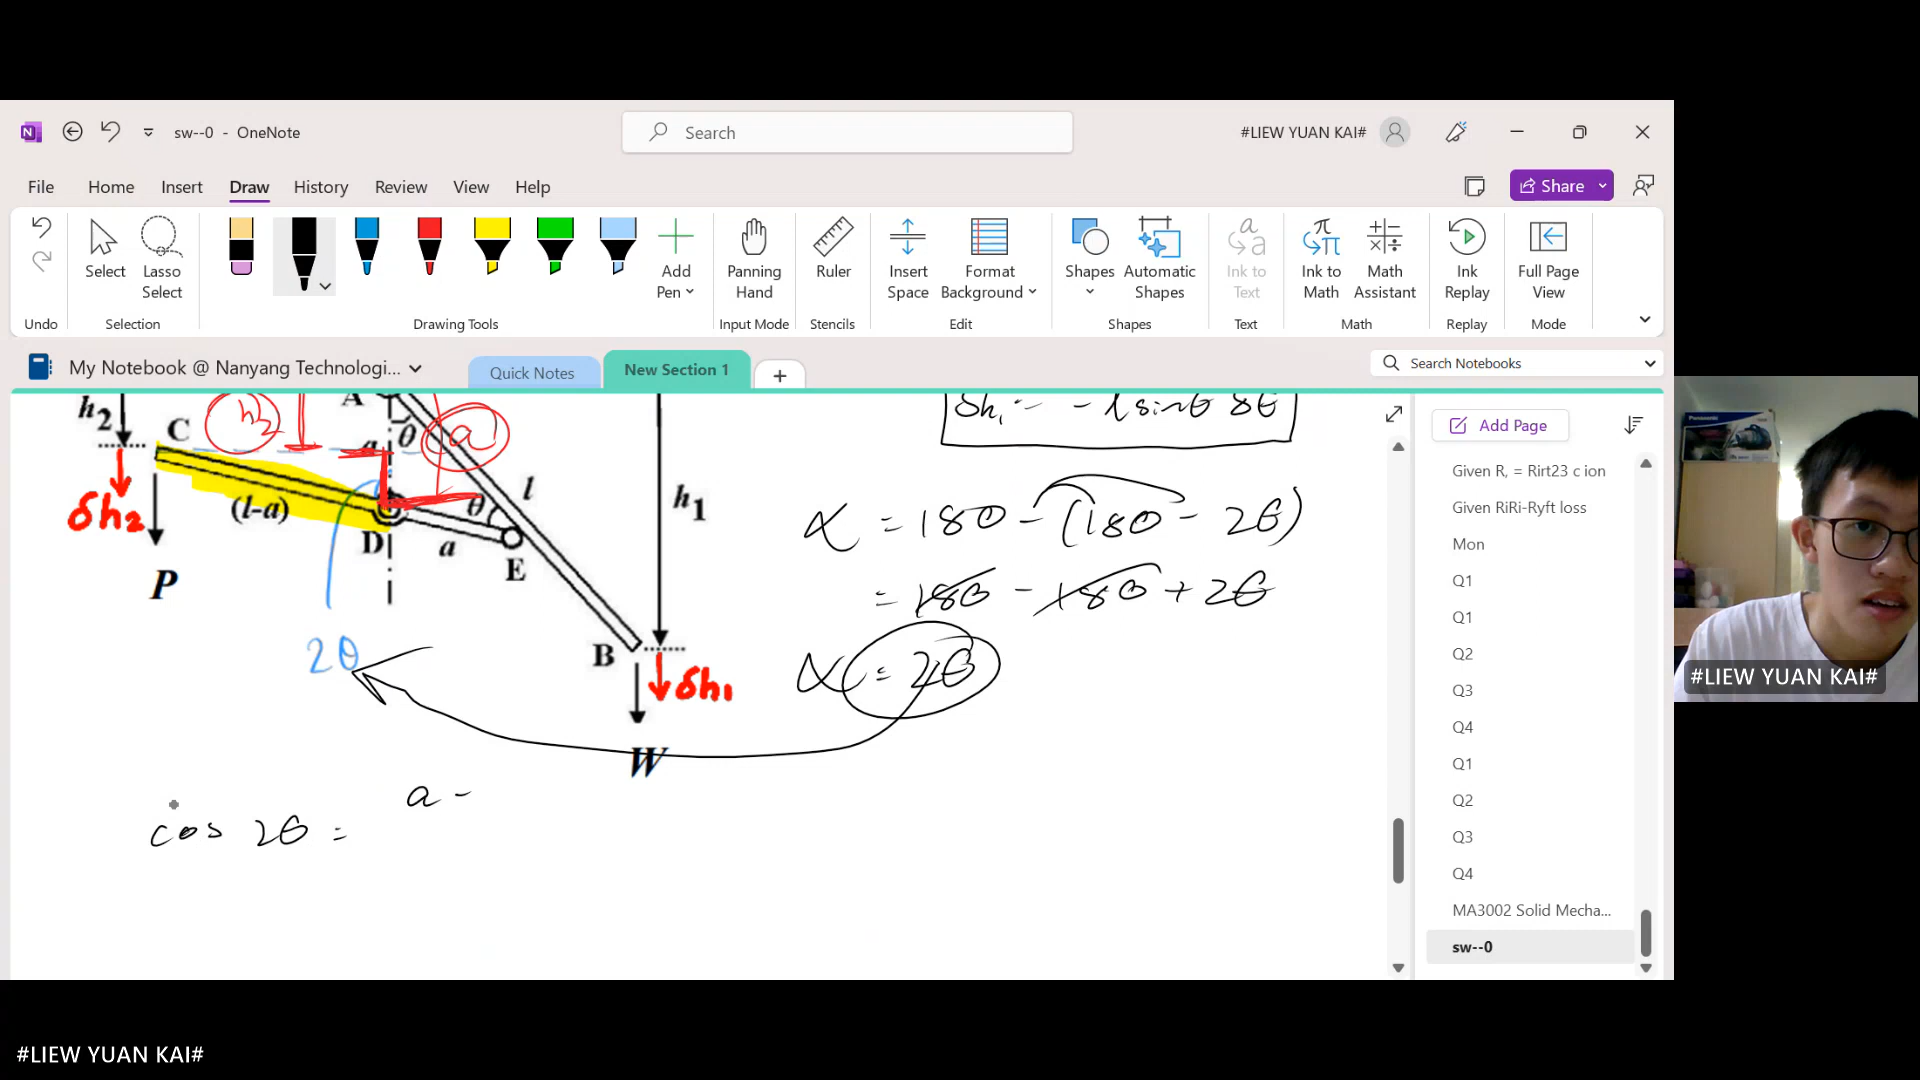 sw--0 - OneNote
Search
#LIEW YUAN KAI#
File Home Insert Draw History Review View Help
Share
Select
Lasso Select
Add Pen
Panning Hand
Ruler
Insert Space
Format Background
Shapes
Automatic Shapes
Ink to Text
Ink to Math
Math Assistant
Ink Replay
Full Page View
Undo
Selection
Drawing Tools
Input Mode
Stencils
Edit
Shapes
Text
Math
Replay
Mode
My Notebook @ Nanyang Technologi...
Quick Notes
New Section 1
+
Search Notebooks
h2
C
h2
A
θ
a
a
δh1 = - l sinθ δθ
δh2
(l-a)
D
a
θ
E
l
h1
P
2θ
B
δh1
W
α = 180 - (180 - 2θ)
= 180 - 180 + 2θ
α = 2θ
a -
cos 2θ =
Add Page
Given R, = Rirt23 c ion
Given RiRi-Ryft loss
Mon
Q1
Q1
Q2
Q3
Q4
Q1
Q2
Q3
Q4
MA3002 Solid Mecha...
sw--0
#LIEW YUAN KAI#
#LIEW YUAN KAI#